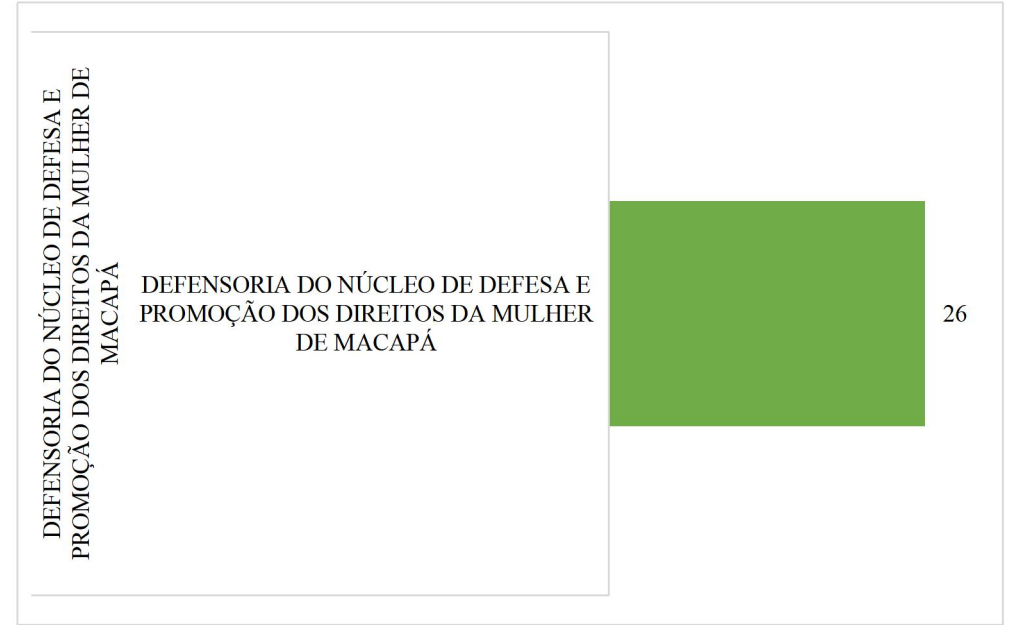 DEFENSORIA DO NÚCLEO DE DEFESA E
PROMOÇÃO DOS DIREITOS DA MULHER DE
MACAPÁ
DEFENSORIA DO NÚCLEO DE DEFESA E
PROMOÇÃO DOS DIREITOS DA MULHER
DE MACAPÁ
26